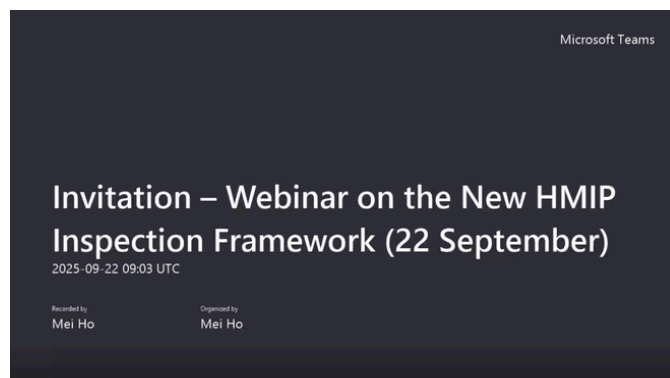 Microsoft Teams
Invitation – Webinar on the New HMIP
Inspection Framework (22 September)
2025-09-22 09:03 UTC
Recorded by
Organized by
Mei Ho
Mei Ho